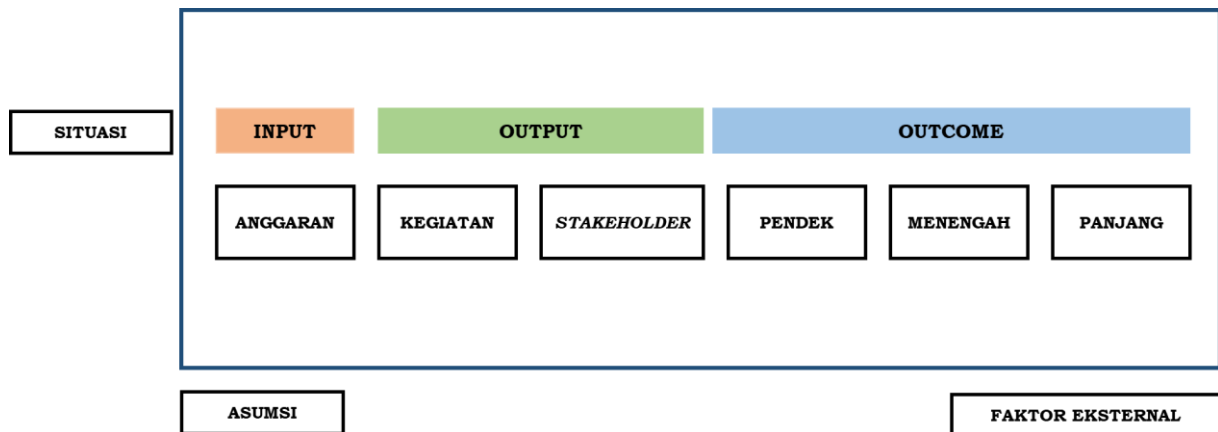 SITUASI
INPUT
OUTPUT
OUTCOME
ANGGARAN
KEGIATAN
STAKEHOLDER
PENDEK
MENENGAH
PANJANG
ASUMSI
FAKTOR EKSTERNAL